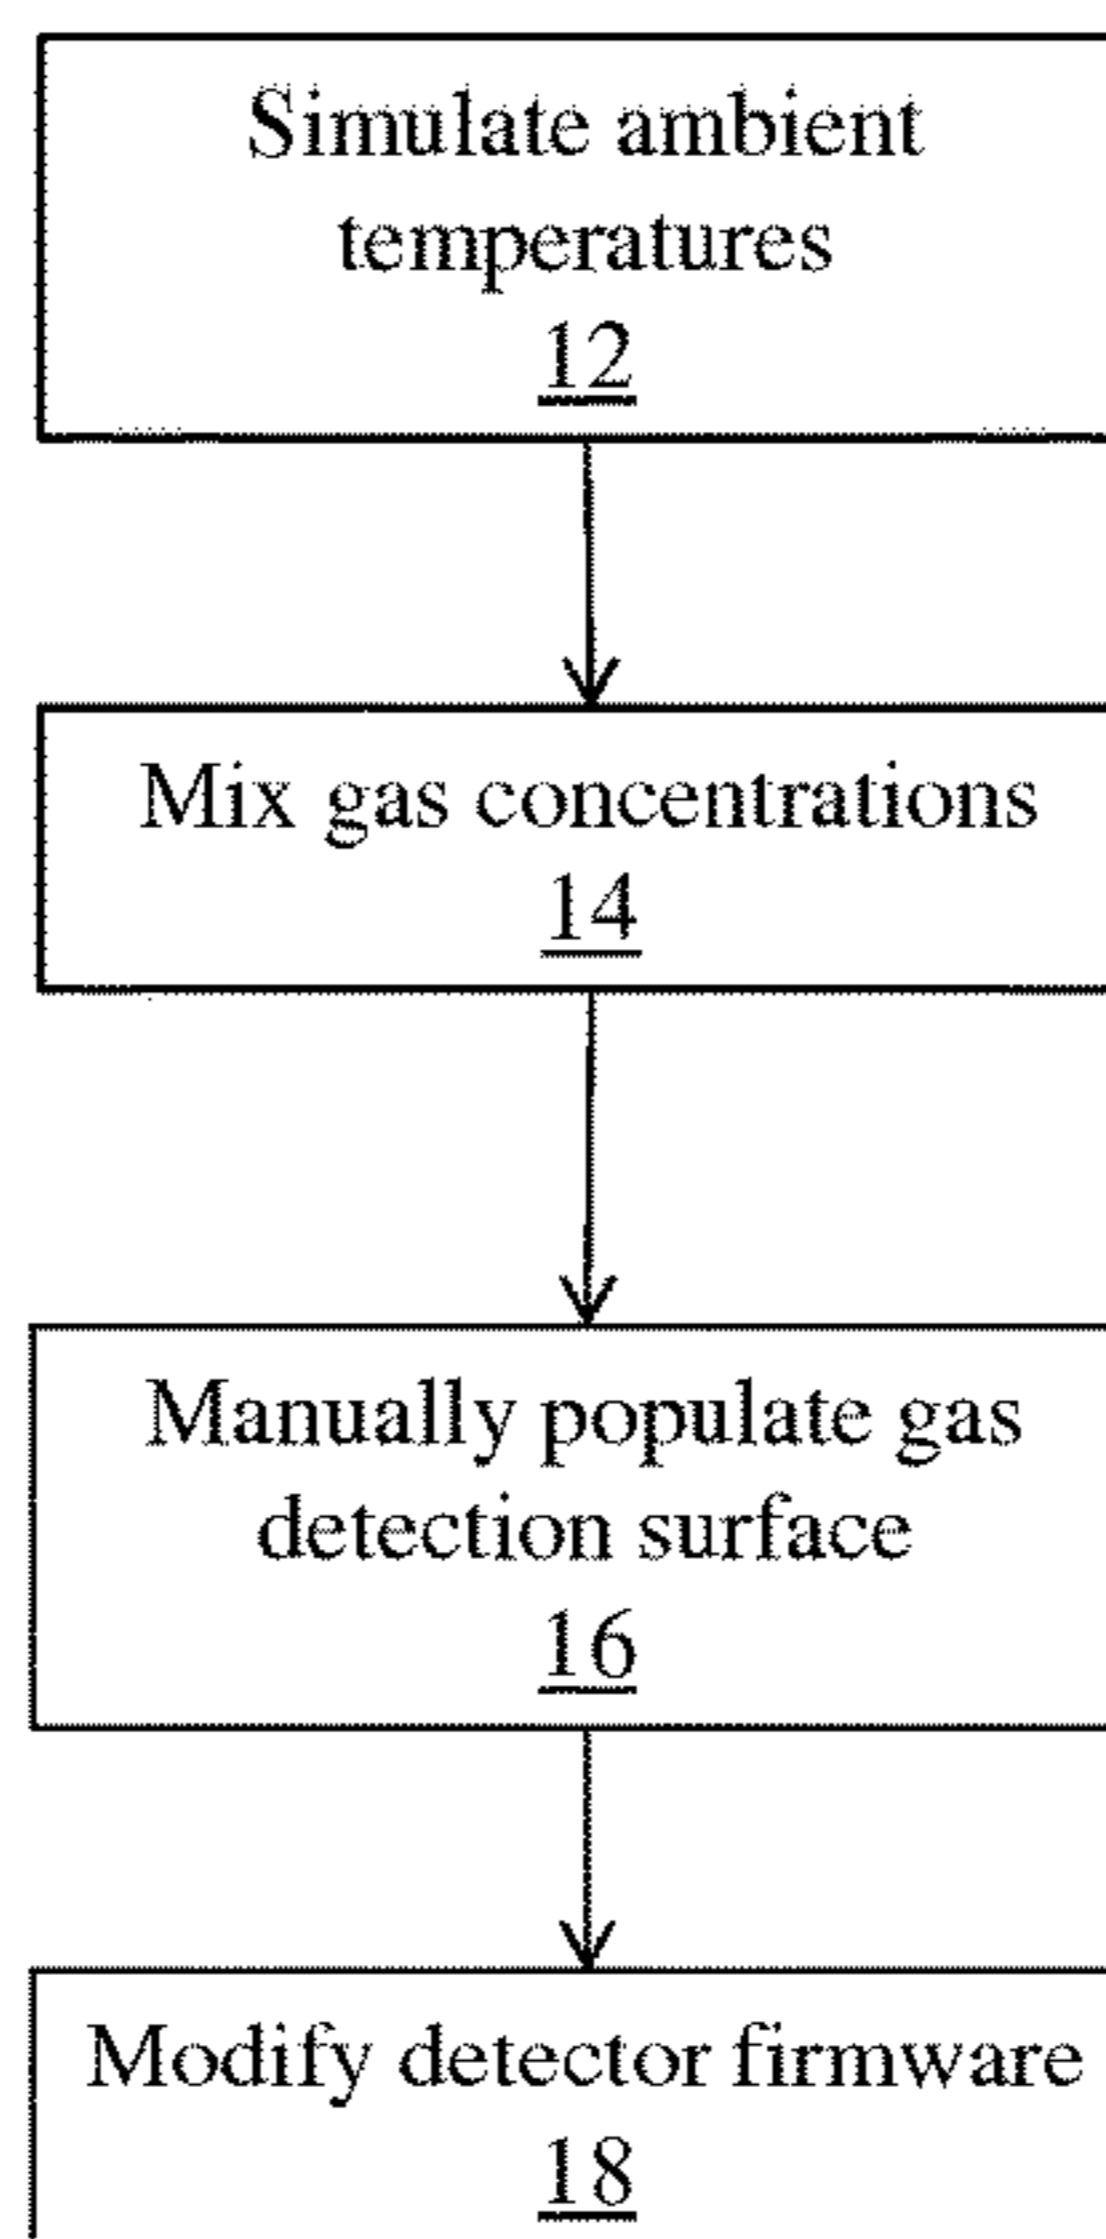 Simulate ambient
temperatures
12
Mix gas concentrations
14
Manually populate gas
detection surface
16
Modify detector firmware
18